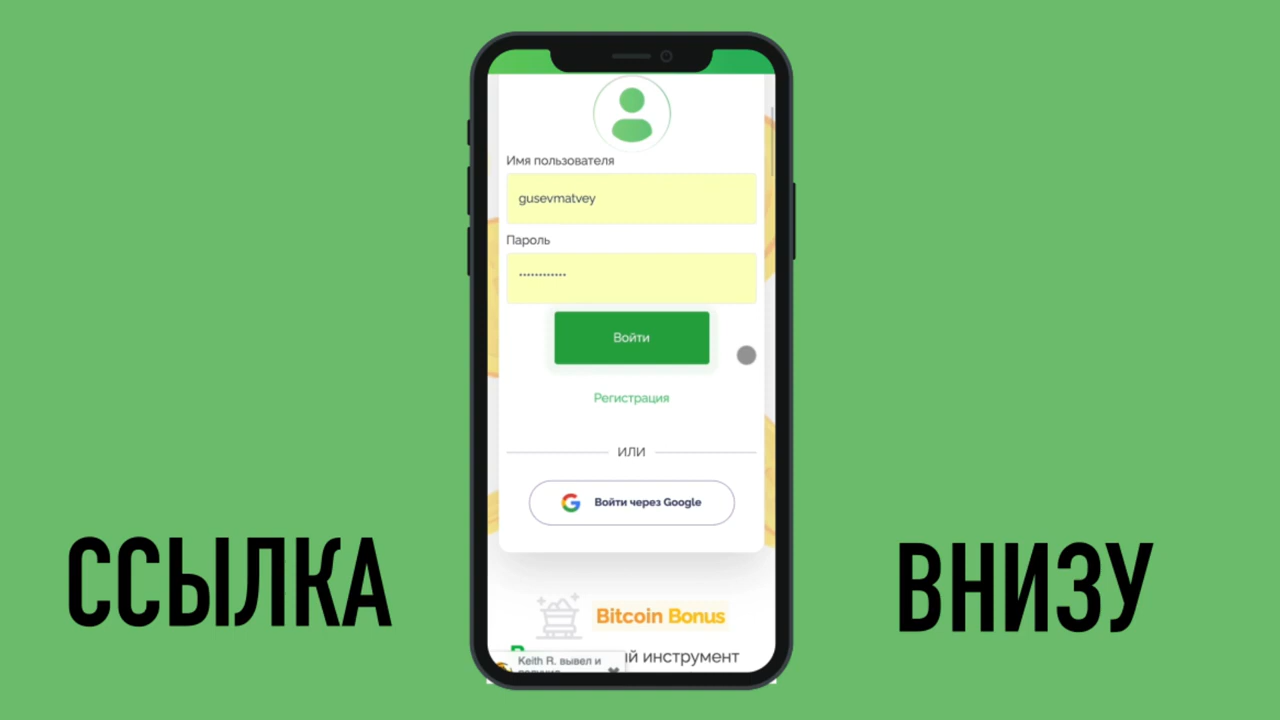 Имя пользователя
gusevmatvey
Пароль
••••••••••••
Войти
Регистрация
ИЛИ
Войти через Google
ССЫЛКА
ВНИЗУ
Bitcoin Bonus
й инструмент
Keith R. вывел и